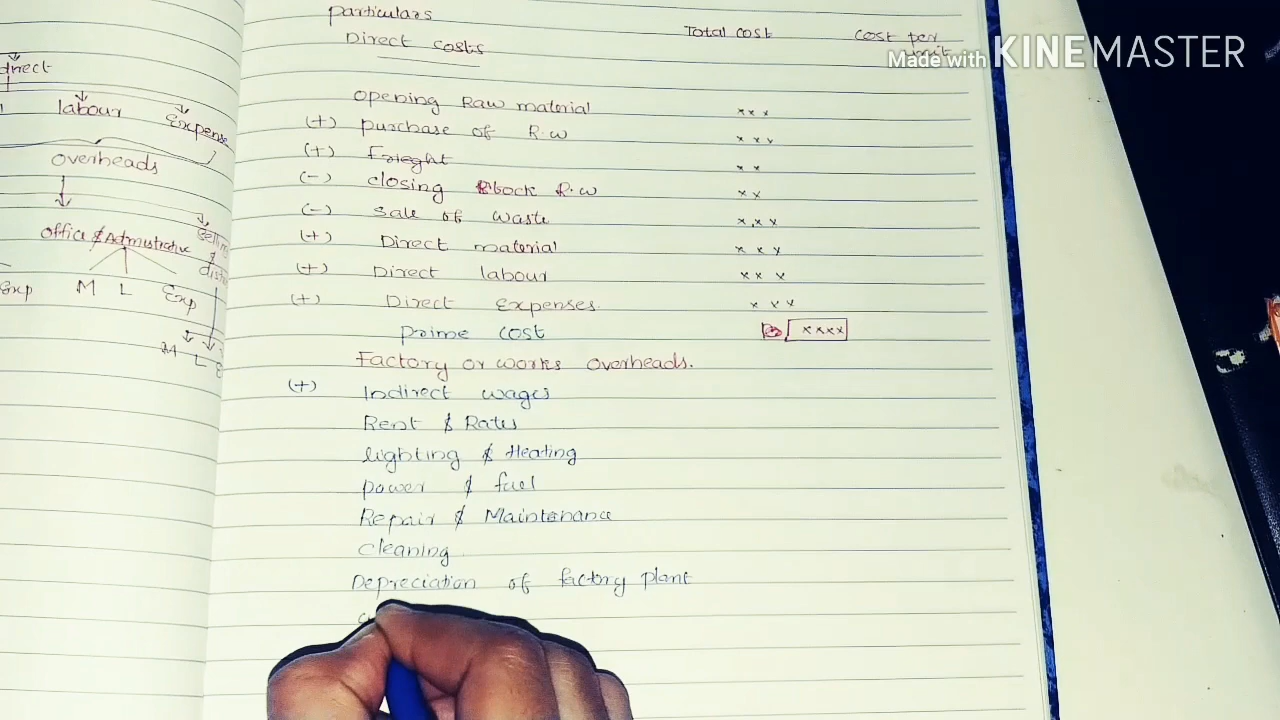 direct
labour
Expense
overheads
office & Admistrative
Exp M L Exp
M L
particulars Total cost Cost per
Direct costs
Made with KINEMASTER
opening Raw material xxx
(+) purchase of R.w xxx
(+) Frieght xx
(-) closing Stock R.w xx
(-) sale of waste xxx
(+) Direct material xxx
(+) Direct labour xxx
(+) Direct Expenses. xxx
prime cost xxxx
Factory or works overheads.
(+) Indirect wages
Rent & Rates
lighting & Heating
power & fuel
Repair & Maintenance
cleaning
Depreciation of factory plant